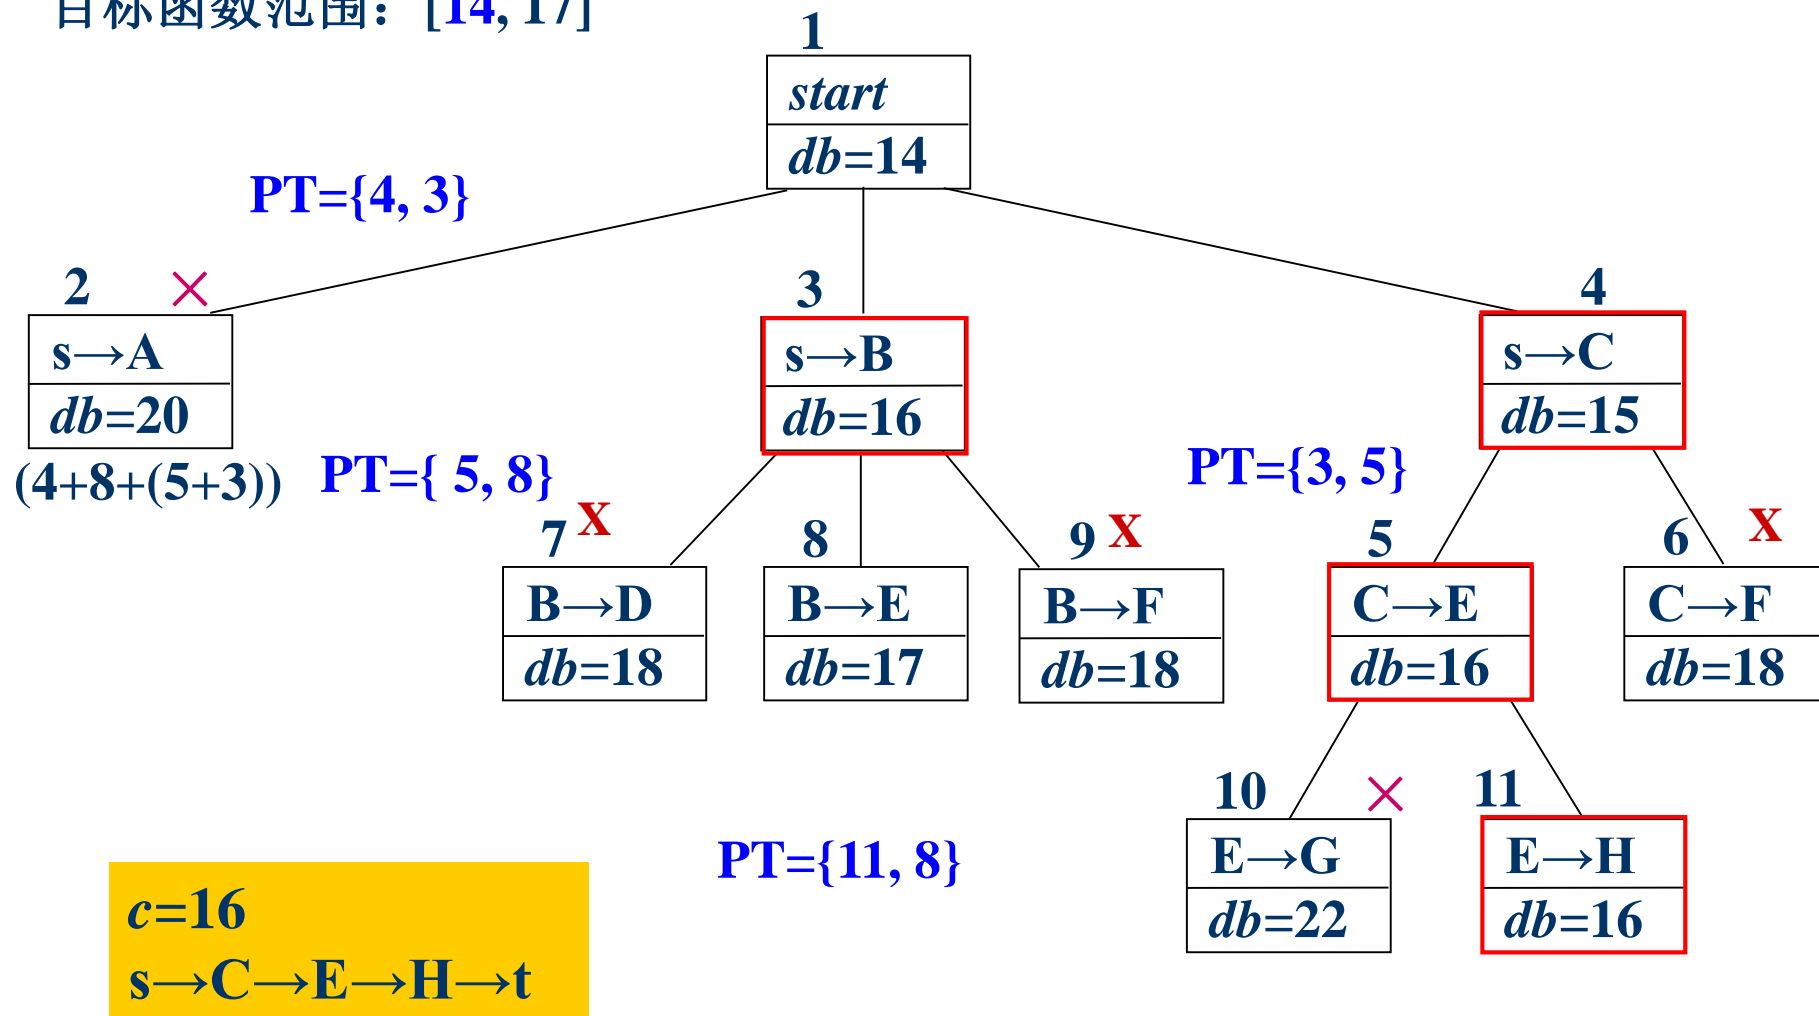 目标函数范围：[14, 17]
1
start
db=14
PT={4, 3}
2 ×
s→A
db=20
(4+8+(5+3))
3
s→B
db=16
4
s→C
db=15
PT={ 5, 8}
PT={3, 5}
7 X
B→D
db=18
8
B→E
db=17
9 X
B→F
db=18
5
C→E
db=16
6 X
C→F
db=18
10 ×
E→G
db=22
11
E→H
db=16
PT={11, 8}
c=16
s→C→E→H→t